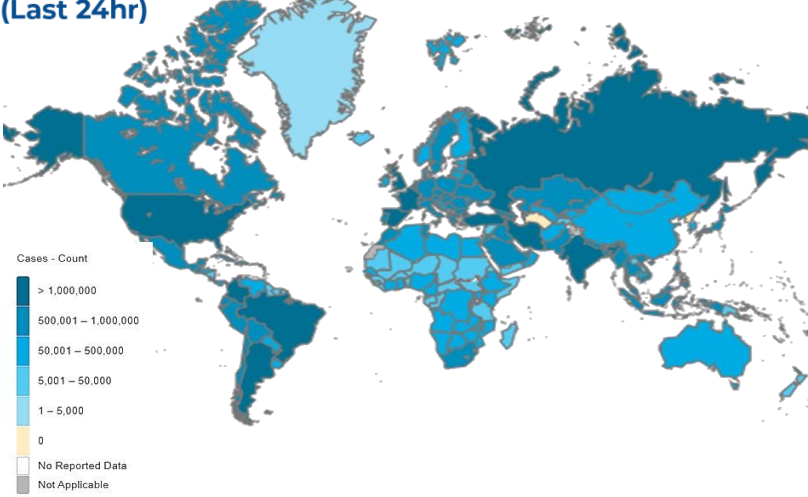 (Last 24hr)
Cases - Count
> 1,000,000
500,001 – 1,000,000
50,001 – 500,000
5,001 – 50,000
1 – 5,000
0
No Reported Data
Not Applicable